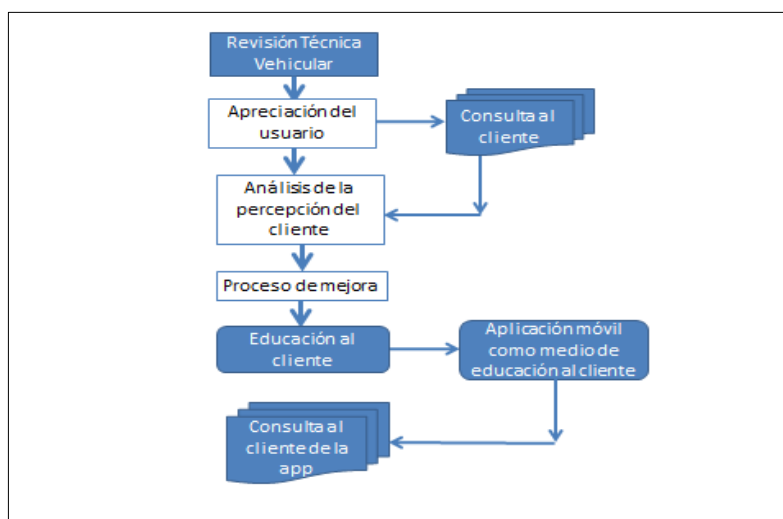 Revisión Técnica
Vehicular
Apreciación del
usuario
Consulta al
cliente
Análisis de la
percepción del
cliente
Proceso de mejora
Educación al
cliente
Aplicación móvil
como medio de
educación al cliente
Consulta al
cliente de la
app